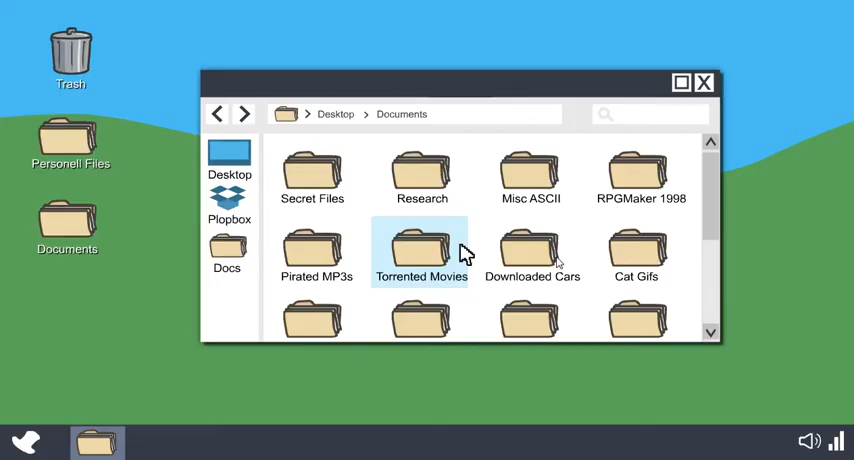 Trash
Personell Files
Documents
Desktop > Documents
Desktop
Plopbox
Docs
Secret Files
Research
Misc ASCII
RPGMaker 1998
Pirated MP3s
Torrented Movies
Downloaded Cars
Cat Gifs